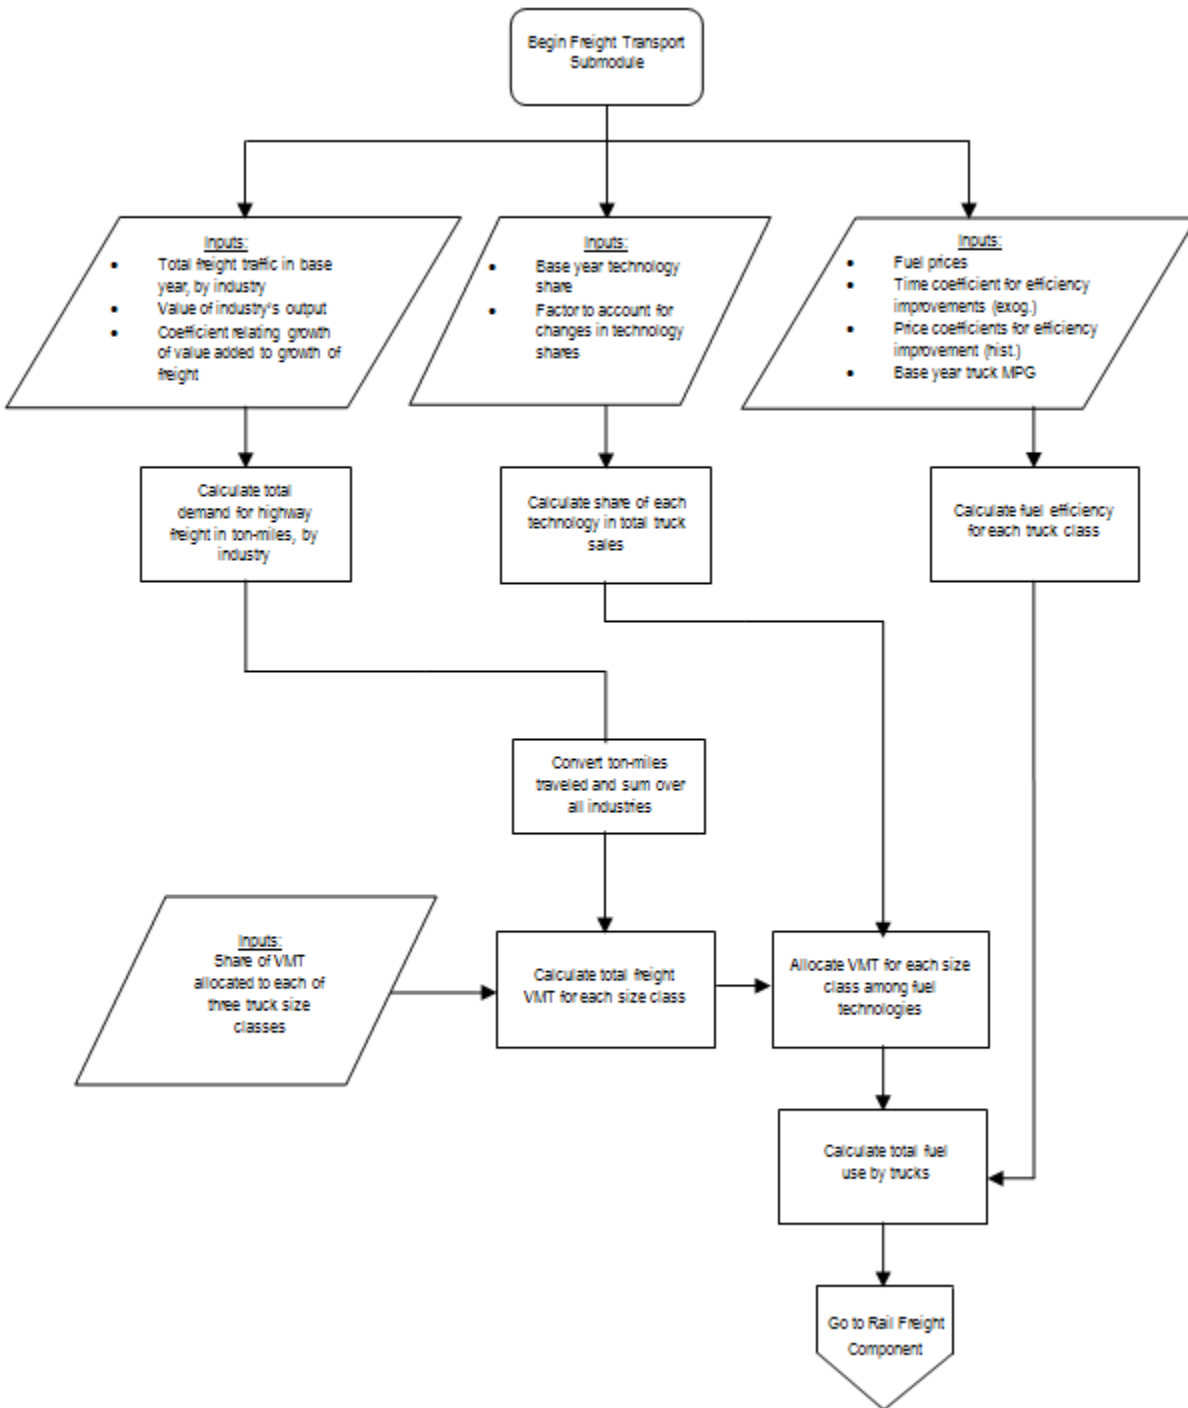 Begin Freight Transport
Submodule
Inputs:
• Total freight traffic in base
year, by industry
• Value of industry's output
• Coefficient relating growth
of value added to growth of
freight
Inputs:
• Base year technology
share
• Factor to account for
changes in technology
shares
Inputs:
• Fuel prices
• Time coefficient for efficiency
improvements (exog.)
• Price coefficients for efficiency
improvement (hist.)
• Base year truck MPG
Calculate total
demand for highway
freight in ton-miles, by
industry
Calculate share of each
technology in total truck
sales
Calculate fuel efficiency
for each truck class
Convert ton-miles
traveled and sum over
all industries
Inputs:
Share of VMT
allocated to each of
three truck size
classes
Calculate total freight
VMT for each size class
Allocate VMT for each size
class among fuel
technologies
Calculate total fuel
use by trucks
Go to Rail Freight
Component